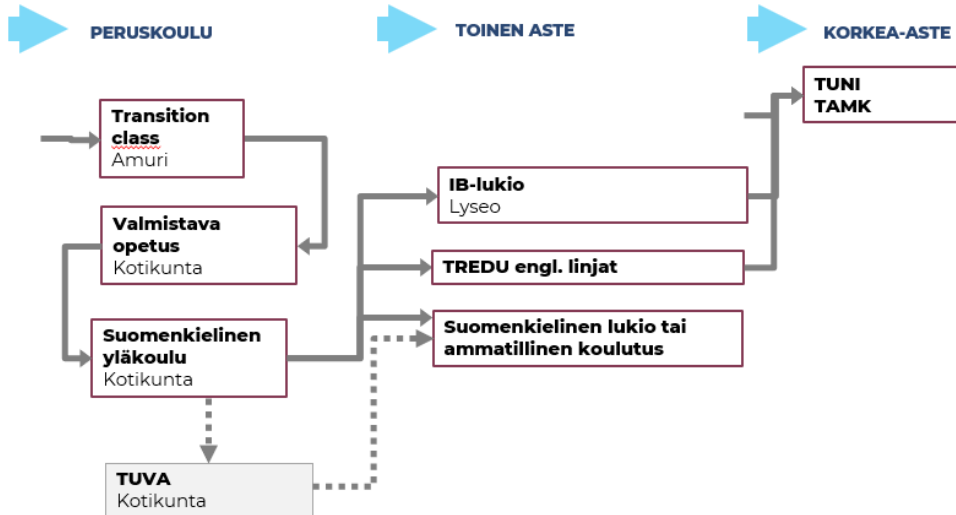 PERUSKOULU
TOINEN ASTE
KORKEA-ASTE
Transition
class
Amuri
Valmistava
opetus
Kotikunta
Suomenkielinen
yläkoulu
Kotikunta
TUVA
Kotikunta
IB-lukio
Lyseo
TREDU engl. linjat
Suomenkielinen lukio tai
ammatillinen koulutus
TUNI
TAMK